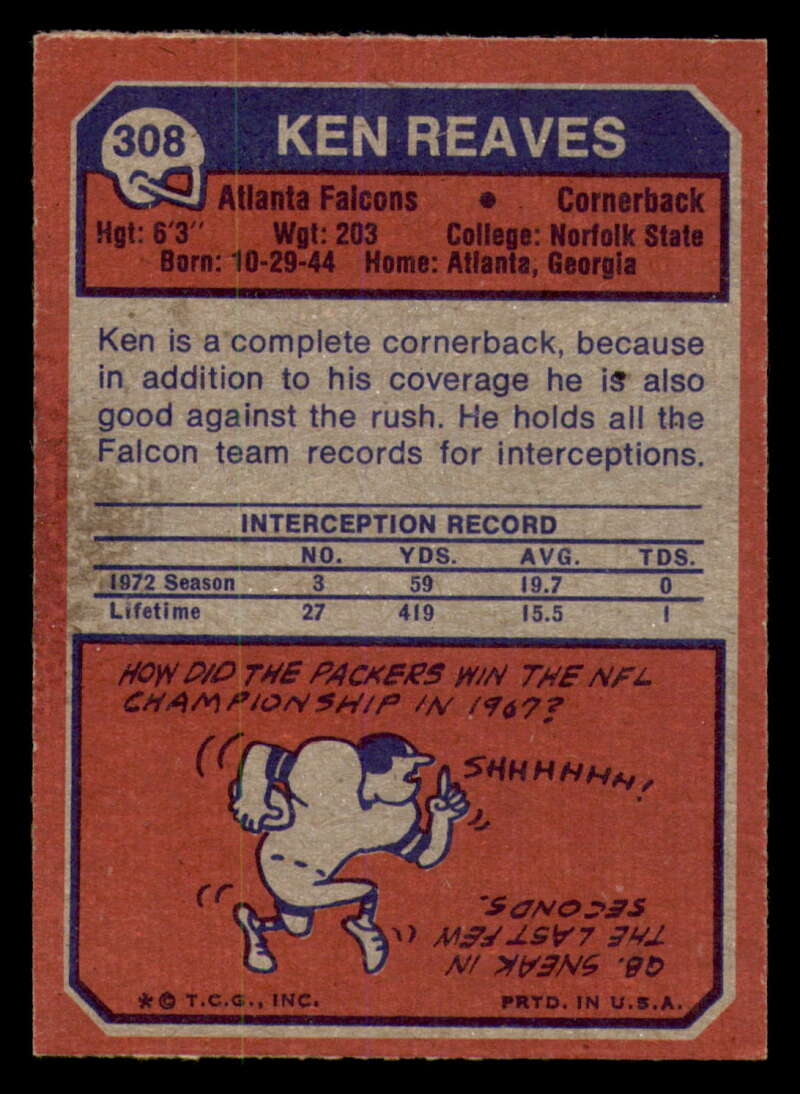 308
KEN REAVES
Atlanta Falcons • Cornerback
Hgt: 6'3" Wgt: 203 College: Norfolk State
Born: 10-29-44 Home: Atlanta, Georgia
Ken is a complete cornerback, because
in addition to his coverage he is also
good against the rush. He holds all the
Falcon team records for interceptions.
INTERCEPTION RECORD
NO. YDS. AVG. TDS.
1972 Season 3 59 19.7 0
Lifetime 27 419 15.5 1
HOW DID THE PACKERS WIN THE NFL
CHAMPIONSHIP IN 1967?
SHHHHHH!
QB. SNEAK IN
THE LAST FEW
SECONDS.
*© T.C.G., INC. PRTD. IN U.S.A.